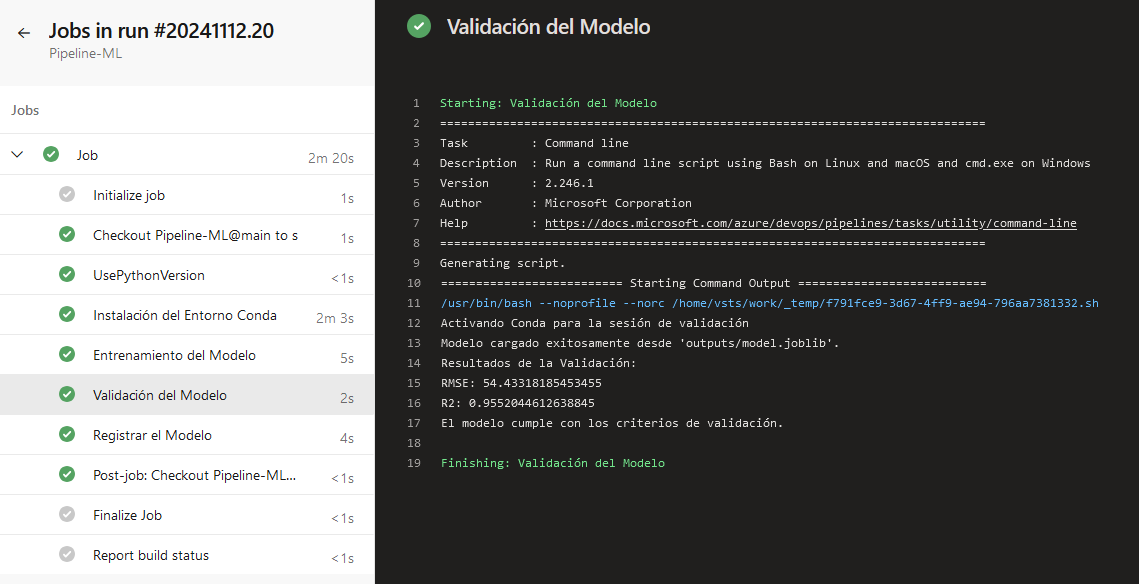 Jobs in run #20241112.20
Pipeline-ML
Jobs
Job 2m 20s
Initialize job 1s
Checkout Pipeline-ML@main to s 1s
UsePythonVersion <1s
Instalación del Entorno Conda 2m 3s
Entrenamiento del Modelo 5s
Validación del Modelo 2s
Registrar el Modelo 4s
Post-job: Checkout Pipeline-ML... <1s
Finalize Job <1s
Report build status <1s
Validación del Modelo
1 Starting: Validación del Modelo
2 ==============================================================================
3 Task : Command line
4 Description : Run a command line script using Bash on Linux and macOS and cmd.exe on Windows
5 Version : 2.246.1
6 Author : Microsoft Corporation
7 Help : https://docs.microsoft.com/azure/devops/pipelines/tasks/utility/command-line
8 ==============================================================================
9 Generating script.
10 ========================== Starting Command Output ===========================
11 /usr/bin/bash --noprofile --norc /home/vsts/work/_temp/f791fce9-3d67-4ff9-ae94-796aa7381332.sh
12 Activando Conda para la sesión de validación
13 Modelo cargado exitosamente desde 'outputs/model.joblib'.
14 Resultados de la Validación:
15 RMSE: 54.43318185453455
16 R2: 0.9552044612638845
17 El modelo cumple con los criterios de validación.
18
19 Finishing: Validación del Modelo